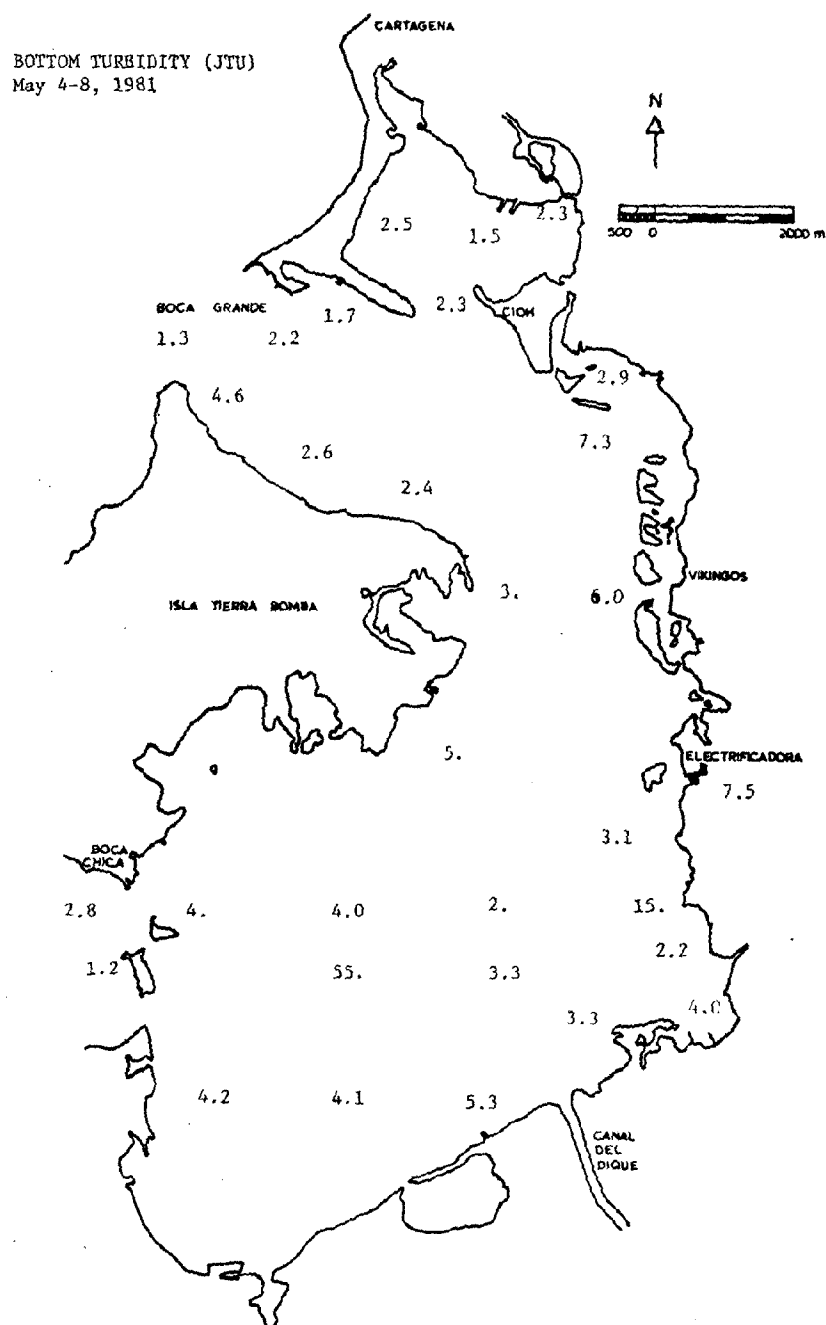 CARTAGENA
BOTTOM TURBIDITY (JTU)
May 4-8, 1981
N
500 0 2000 m
2.5
1.5
2.3
BOCA GRANDE
1.7
2.3
CIOH
1.3
2.2
2.9
4.6
7.3
2.6
2.4
VIKINGOS
ISLA TIERRA BOMBA
3.
6.0
5.
ELECTRIFICADORA
7.5
3.1
BOCA
CHICA
2.8
4.
4.0
2.
15.
2.2
1.2
55.
3.3
4.0
3.3
4.2
4.1
5.3
CANAL
DEL
DIQUE